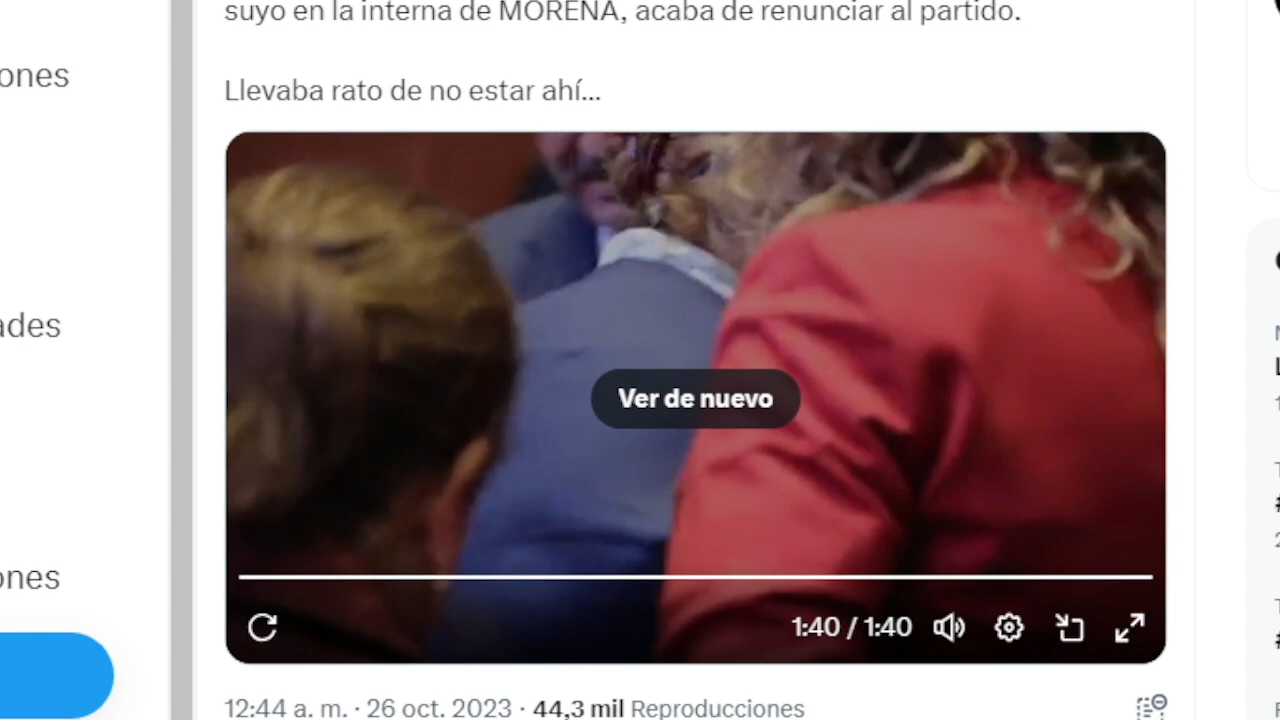 suyo en la interna de MORENA, acaba de renunciar al partido.
Llevaba rato de no estar ahí...
ones
ades
ones
Ver de nuevo
1:40 / 1:40
12:44 a. m. · 26 oct. 2023 · 44,3 mil Reproducciones